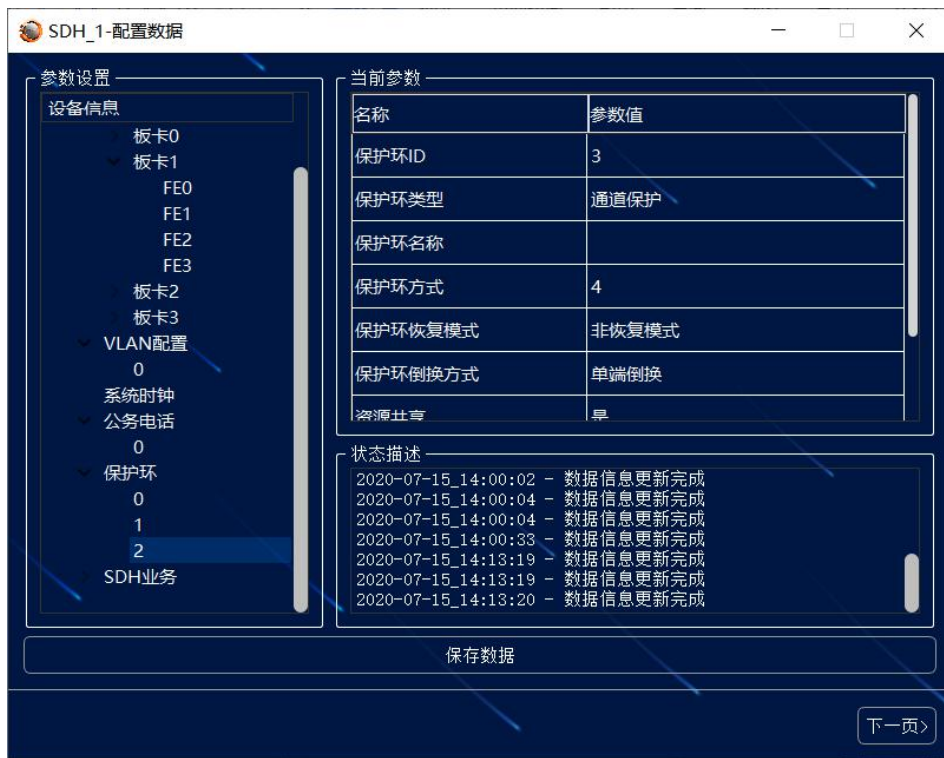 SDH_1-配置数据
参数设置
设备信息
板卡0
板卡1
FE0
FE1
FE2
FE3
板卡2
板卡3
VLAN配置
0
系统时钟
公务电话
0
保护环
0
1
2
SDH业务
当前参数
名称 参数值
保护环ID 3
保护环类型 通道保护
保护环名称
保护环方式 4
保护环恢复模式 非恢复模式
保护环倒换方式 单端倒换
资源共享 是
状态描述
2020-07-15_14:00:02 - 数据信息更新完成
2020-07-15_14:00:04 - 数据信息更新完成
2020-07-15_14:00:04 - 数据信息更新完成
2020-07-15_14:00:33 - 数据信息更新完成
2020-07-15_14:13:19 - 数据信息更新完成
2020-07-15_14:13:19 - 数据信息更新完成
2020-07-15_14:13:20 - 数据信息更新完成
保存数据
下一页>